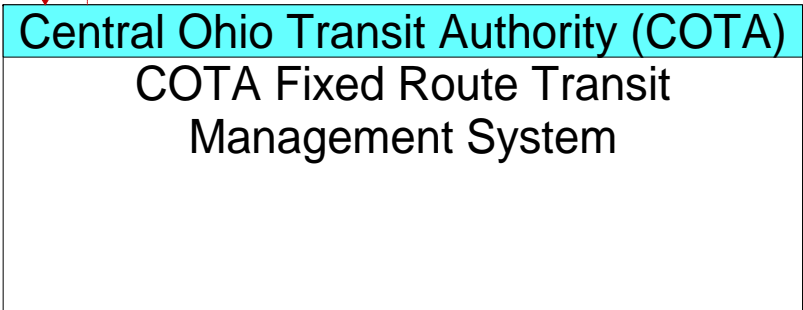 Central Ohio Transit Authority (COTA)
COTA Fixed Route Transit
Management System